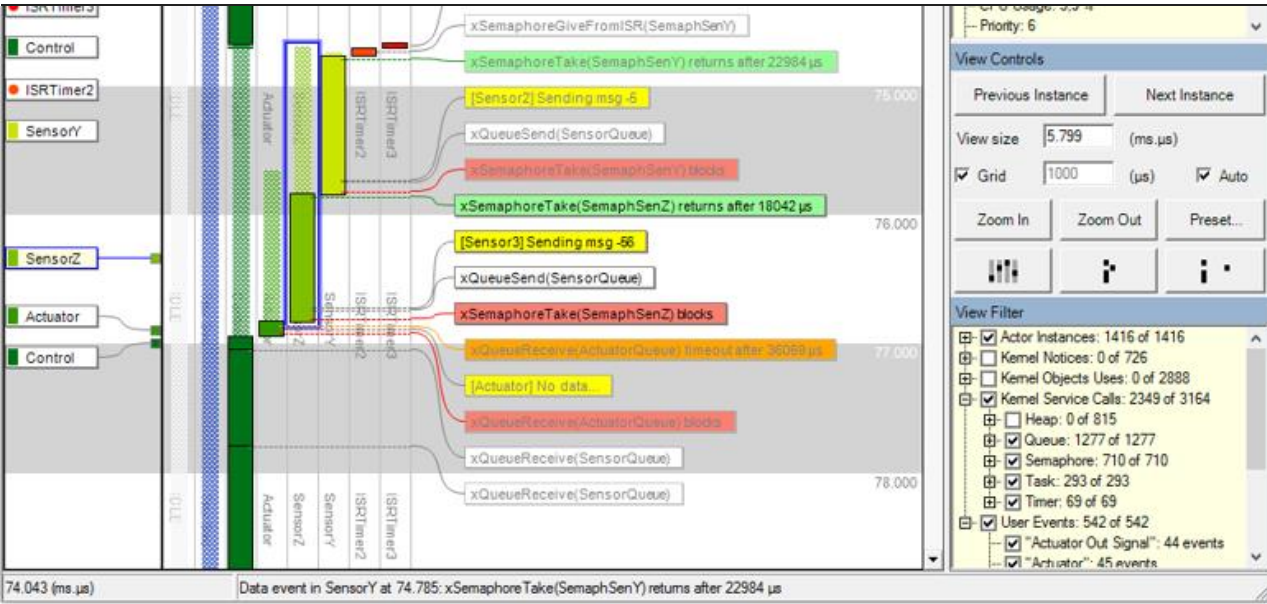 ISRTimer3
Control
ISRTimer2
SensorY
SensorZ
Actuator
Control
IDLE
IDLE
IDLE
Actuator
ISRTimer2
ISRTimer3
SensorZ
SensorY
ISRTimer2
ISRTimer3
Actuator
SensorZ
SensorY
ISRTimer2
ISRTimer3
xSemaphoreGiveFromISR(SemaphSenY)
xSemaphoreTake(SemaphSenY) returns after 22984 µs
[Sensor2] Sending msg -5
xQueueSend(SensorQueue)
xSemaphoreTake(SemaphSenY) blocks
xSemaphoreTake(SemaphSenZ) returns after 18042 µs
[Sensor3] Sending msg -56
xQueueSend(SensorQueue)
xSemaphoreTake(SemaphSenZ) blocks
xQueueReceive(ActuatorQueue) timeout after 36069 µs
[Actuator] No data...
xQueueReceive(ActuatorQueue) blocks
xQueueReceive(SensorQueue)
xQueueReceive(SensorQueue)
75.000
76.000
77.000
78.000
CPU Usage: 5,9 %
Priority: 6
View Controls
Previous Instance Next Instance
View size 5.799 (ms.µs)
Grid 1000 (µs) Auto
Zoom In Zoom Out Preset...
View Filter
Actor Instances: 1416 of 1416
Kernel Notices: 0 of 726
Kernel Objects Uses: 0 of 2888
Kernel Service Calls: 2349 of 3164
Heap: 0 of 815
Queue: 1277 of 1277
Semaphore: 710 of 710
Task: 293 of 293
Timer: 69 of 69
User Events: 542 of 542
"Actuator Out Signal": 44 events
"Actuator": 45 events
74.043 (ms.µs) Data event in SensorY at 74.785: xSemaphoreTake(SemaphSenY) returns after 22984 µs